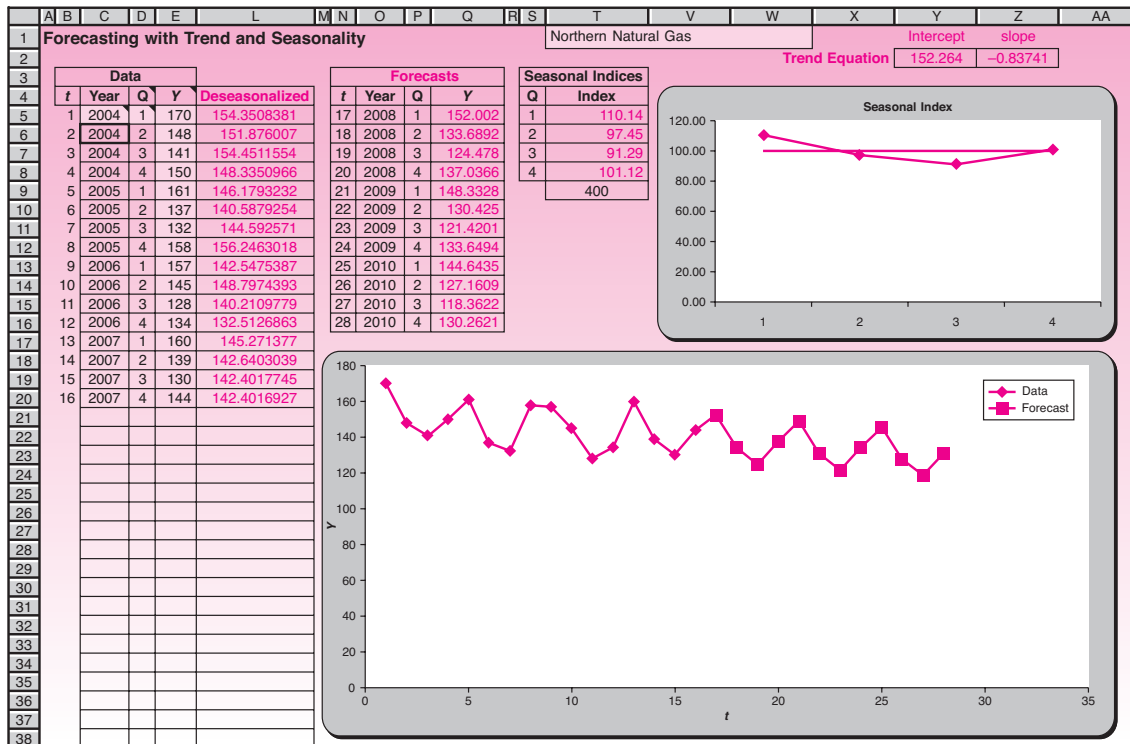 A B C D E L M N O P Q R S T V W X Y Z AA
1 Forecasting with Trend and Seasonality Northern Natural Gas Intercept slope
2 Trend Equation 152.264 –0.83741
3 Data Forecasts Seasonal Indices
4 t Year Q Y Deseasonalized t Year Q Y Q Index
5 1 2004 1 170 154.3508381 17 2008 1 152.002 1 110.14
6 2 2004 2 148 151.876007 18 2008 2 133.6892 2 97.45
7 3 2004 3 141 154.4511554 19 2008 3 124.478 3 91.29
8 4 2004 4 150 148.3350966 20 2008 4 137.0366 4 101.12
9 5 2005 1 161 146.1793232 21 2009 1 148.3328 400
10 6 2005 2 137 140.5879254 22 2009 2 130.425
11 7 2005 3 132 144.592571 23 2009 3 121.4201
12 8 2005 4 158 156.2463018 24 2009 4 133.6494
13 9 2006 1 157 142.5475387 25 2010 1 144.6435
14 10 2006 2 145 148.7974393 26 2010 2 127.1609
15 11 2006 3 128 140.2109779 27 2010 3 118.3622
16 12 2006 4 134 132.5126863 28 2010 4 130.2621
17 13 2007 1 160 145.271377
18 14 2007 2 139 142.6403039
19 15 2007 3 130 142.4017745
20 16 2007 4 144 142.4016927
21
22
23
24
25
26
27
28
29
30
31
32
33
34
35
36
37
38
Seasonal Index
120.00
100.00
80.00
60.00
40.00
20.00
0.00
1 2 3 4
180
160
140
120
100
80
60
40
20
0
Y
0 5 10 15 20 25 30 35
t
Data
Forecast